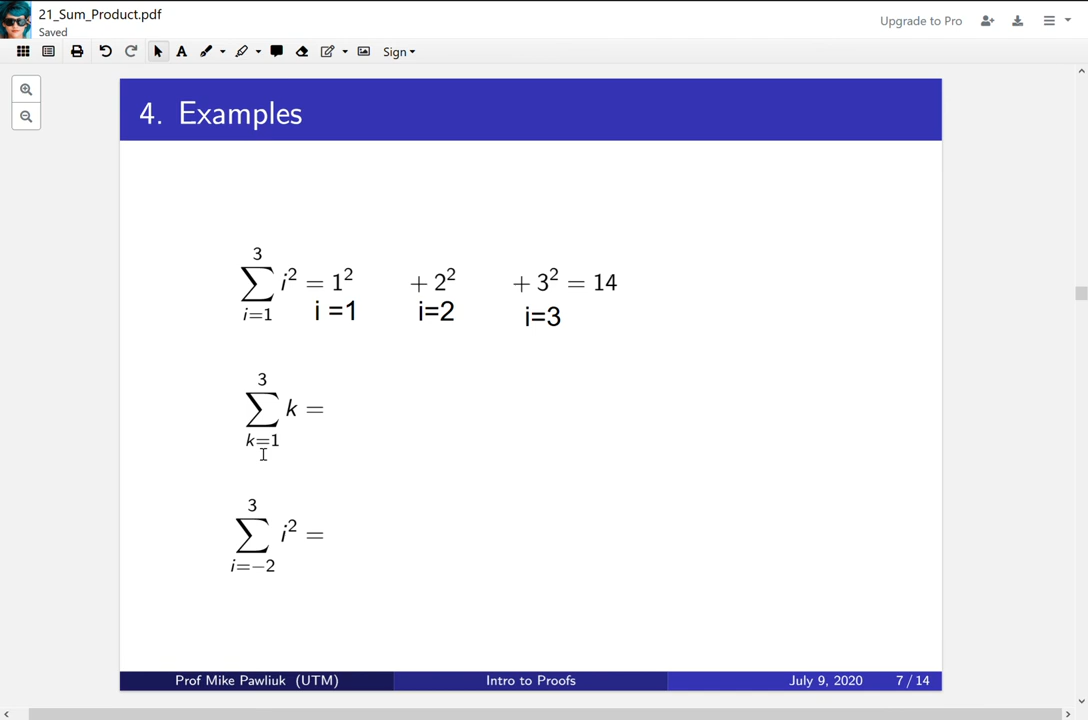 21_Sum_Product.pdf
Saved
Upgrade to Pro
A
Sign
4. Examples
3
∑ i² = 1² + 2² + 3² = 14
i=1
i =1 i=2 i=3
3
∑ k =
k=1
3
∑ i² =
i=−2
Prof Mike Pawliuk (UTM) Intro to Proofs July 9, 2020 7 / 14